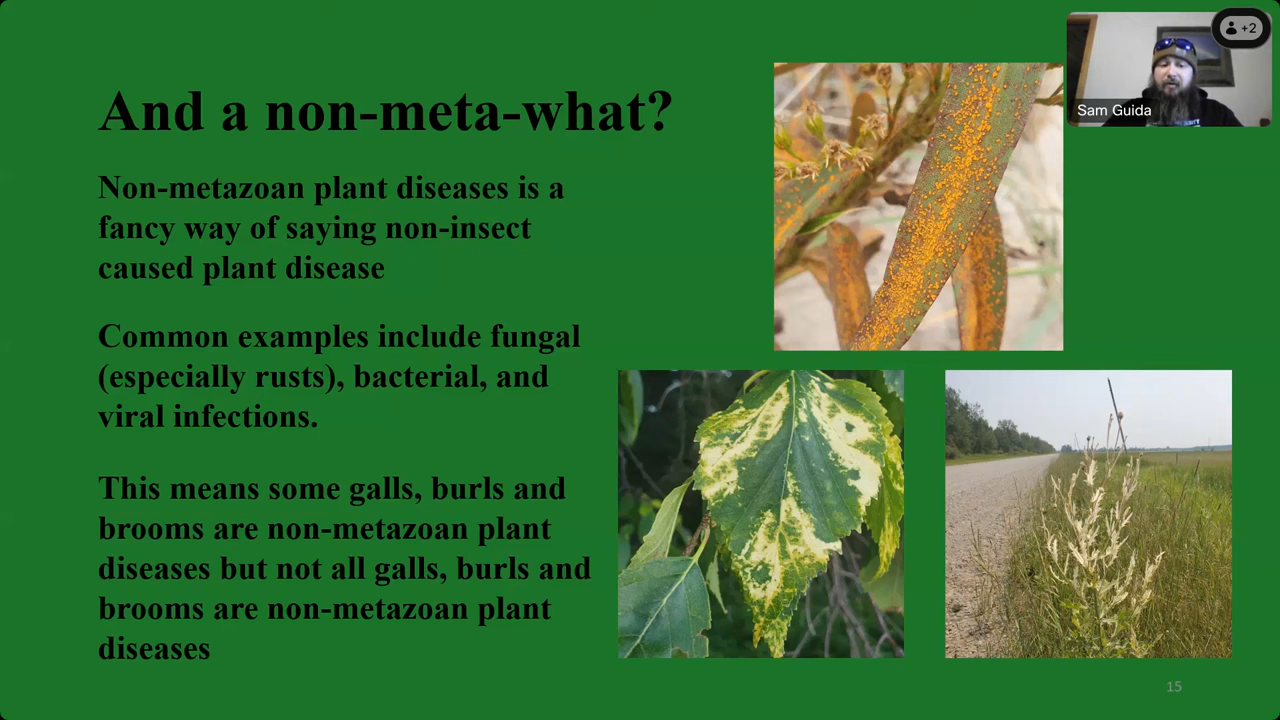 +2
Sam Guida
And a non-meta-what?
Non-metazoan plant diseases is a
fancy way of saying non-insect
caused plant disease
Common examples include fungal
(especially rusts), bacterial, and
viral infections.
This means some galls, burls and
brooms are non-metazoan plant
diseases but not all galls, burls and
brooms are non-metazoan plant
diseases
15